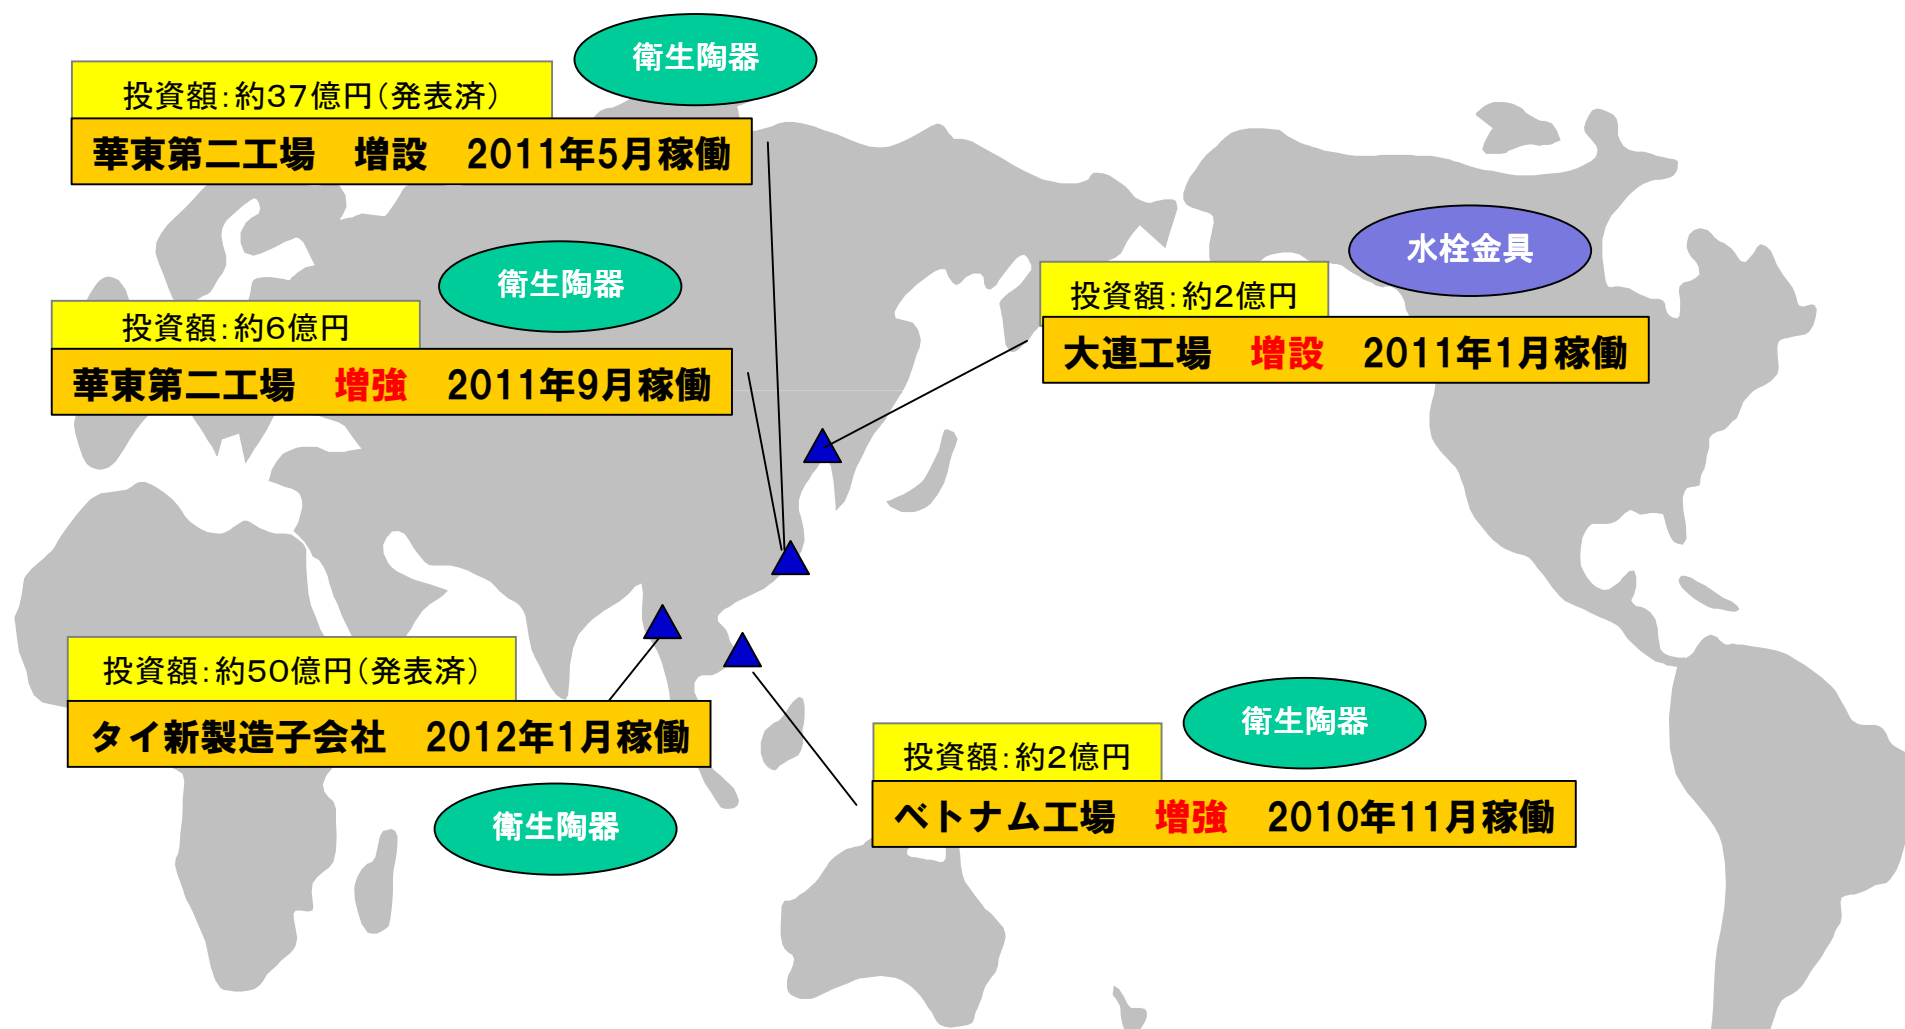 衛生陶器
投資額:約37億円(発表済)
華東第二工場　増設　2011年5月稼働
衛生陶器
投資額:約6億円
華東第二工場　増強　2011年9月稼働
水栓金具
投資額:約2億円
大連工場　増設　2011年1月稼働
投資額:約50億円(発表済)
タイ新製造子会社　2012年1月稼働
衛生陶器
衛生陶器
投資額:約2億円
ベトナム工場　増強　2010年11月稼働